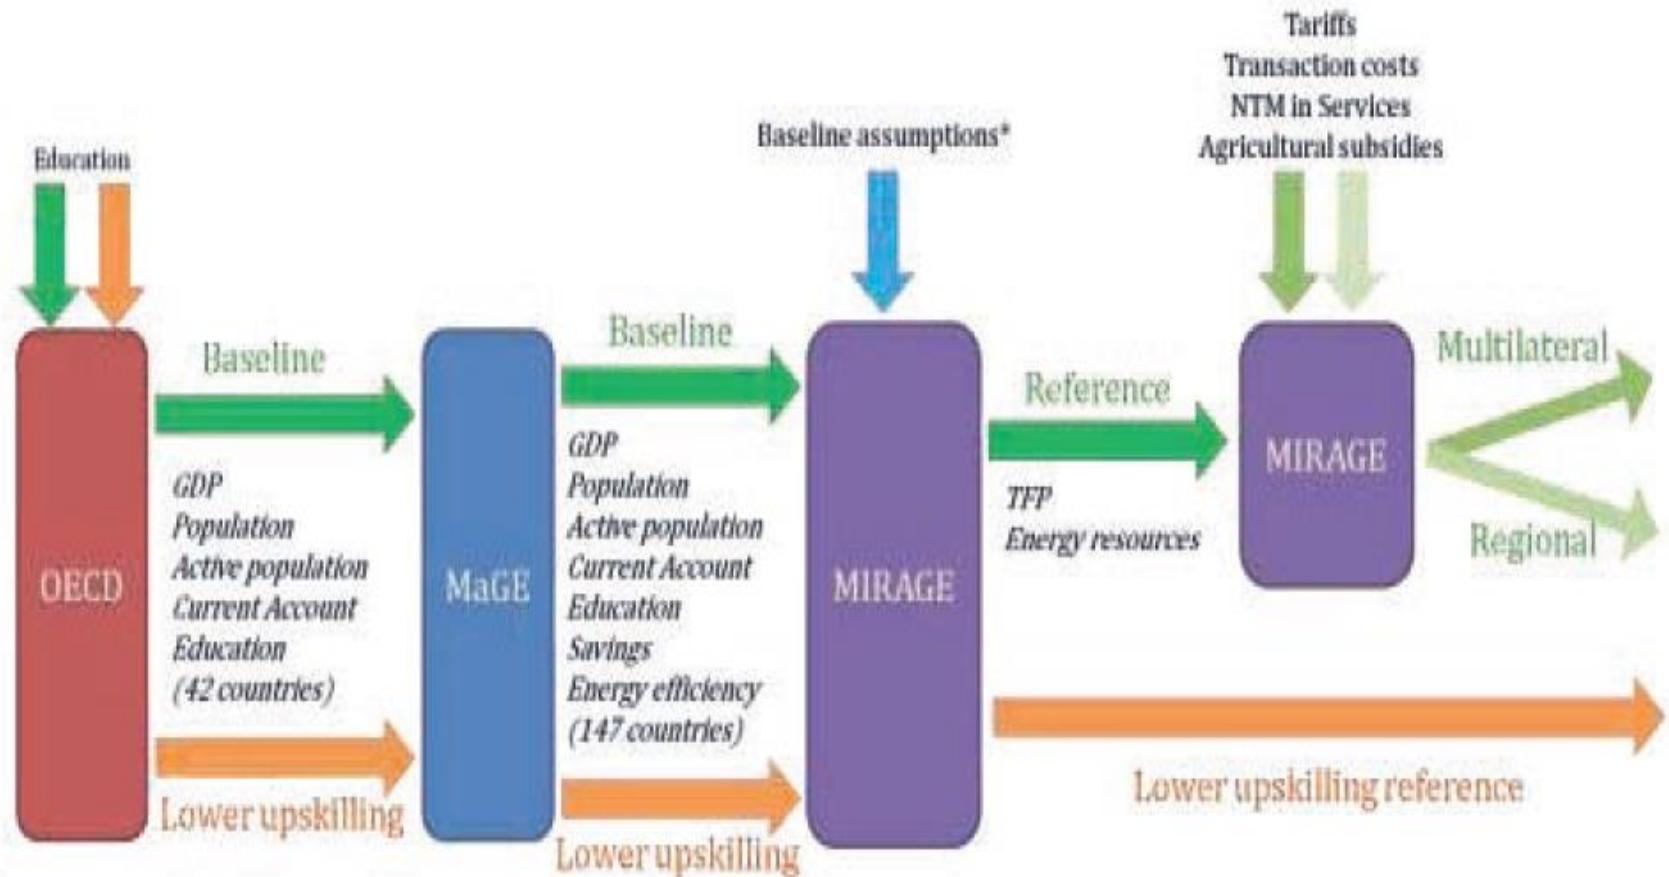 Education
OECD
Baseline
GDP
Population
Active population
Current Account
Education
(42 countries)
Lower upskilling
MaGE
Baseline
GDP
Population
Active population
Current Account
Education
Savings
Energy efficiency
(147 countries)
Lower upskilling
Baseline assumptions*
MIRAGE
Reference
TFP
Energy resources
Tariffs
Transaction costs
NTM in Services
Agricultural subsidies
MIRAGE
Multilateral
Regional
Lower upskilling reference